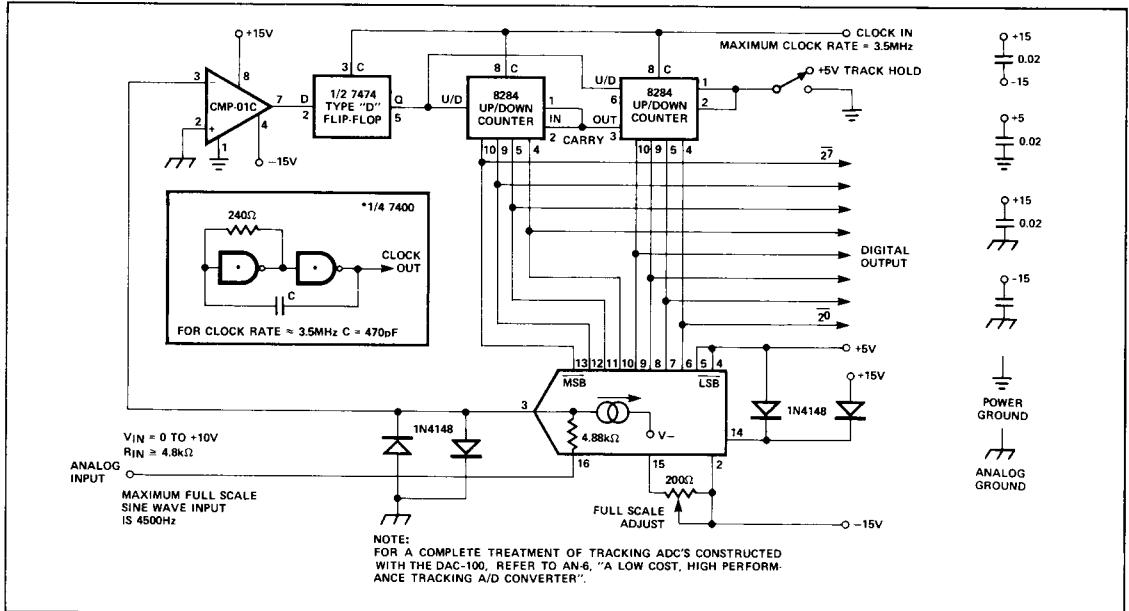 +15V
CLOCK IN
MAXIMUM CLOCK RATE = 3.5MHz
3
8
CMP-01C
2
1
4
7
−
+
-15V
3 C
1/2 7474
TYPE "D"
FLIP-FLOP
D
2
Q
5
8 C
8284
UP/DOWN
COUNTER
U/D
1
IN
2
CARRY
10 9 5 4
8 C
U/D
6
8284
UP/DOWN
COUNTER
OUT
3
1
2
10 9 5 4
+5V TRACK HOLD
27
DIGITAL
OUTPUT
20
*1/4 7400
240Ω
CLOCK
OUT
C
FOR CLOCK RATE ≈ 3.5MHz C = 470pF
13 12 11 10 9 8 7 6 5 4
MSB
LSB
+5V
+15V
1N4148
14
3
4.88kΩ
V−
16
15
2
1N4148
200Ω
FULL SCALE
ADJUST
-15V
VIN = 0 TO +10V
RIN ≅ 4.8kΩ
ANALOG
INPUT
MAXIMUM FULL SCALE
SINE WAVE INPUT
IS 4500Hz
NOTE:
FOR A COMPLETE TREATMENT OF TRACKING ADC'S CONSTRUCTED
WITH THE DAC-100, REFER TO AN-6, "A LOW COST, HIGH PERFORM-
ANCE TRACKING A/D CONVERTER".
+15
0.02
-15
+5
0.02
+15
0.02
-15
POWER
GROUND
ANALOG
GROUND